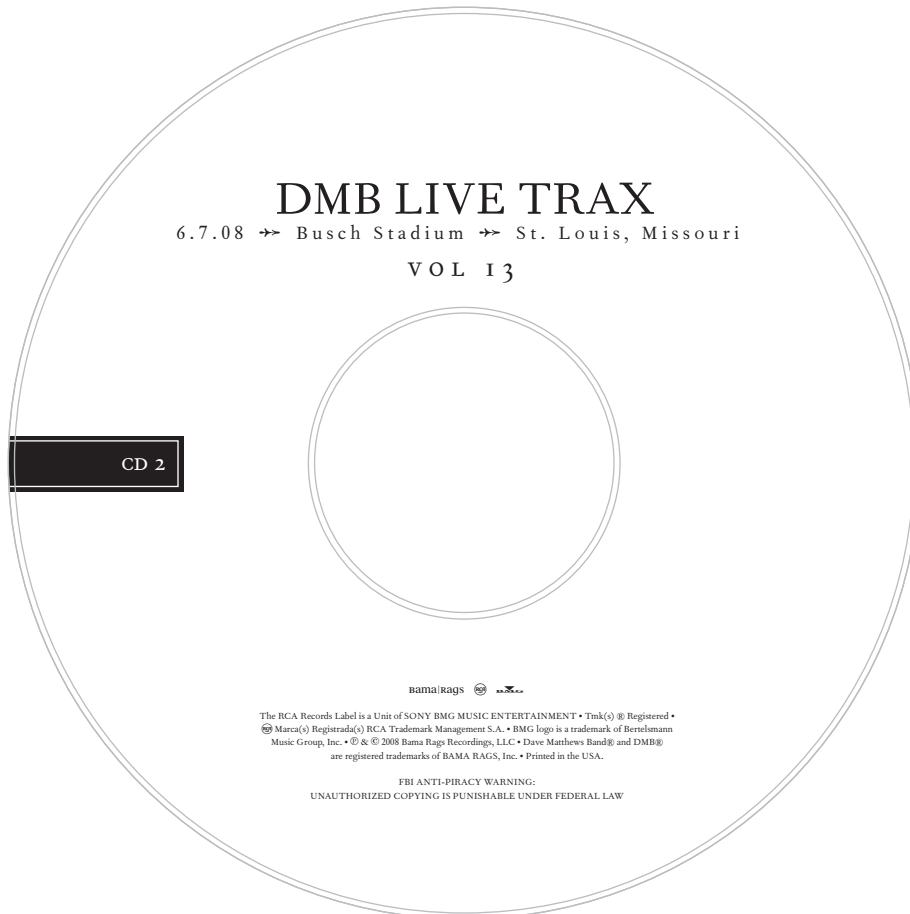 DMB LIVE TRAX
6.7.08 ➳ Busch Stadium ➳ St. Louis, Missouri
VOL 13
CD 2
Bama|Rags RCA BMG
The RCA Records Label is a Unit of SONY BMG MUSIC ENTERTAINMENT • Tmk(s) ® Registered •
RCA Marca(s) Registrada(s) RCA Trademark Management S.A. • BMG logo is a trademark of Bertelsmann
Music Group, Inc. • ℗ & © 2008 Bama Rags Recordings, LLC • Dave Matthews Band® and DMB®
are registered trademarks of BAMA RAGS, Inc. • Printed in the USA.
FBI ANTI-PIRACY WARNING:
UNAUTHORIZED COPYING IS PUNISHABLE UNDER FEDERAL LAW